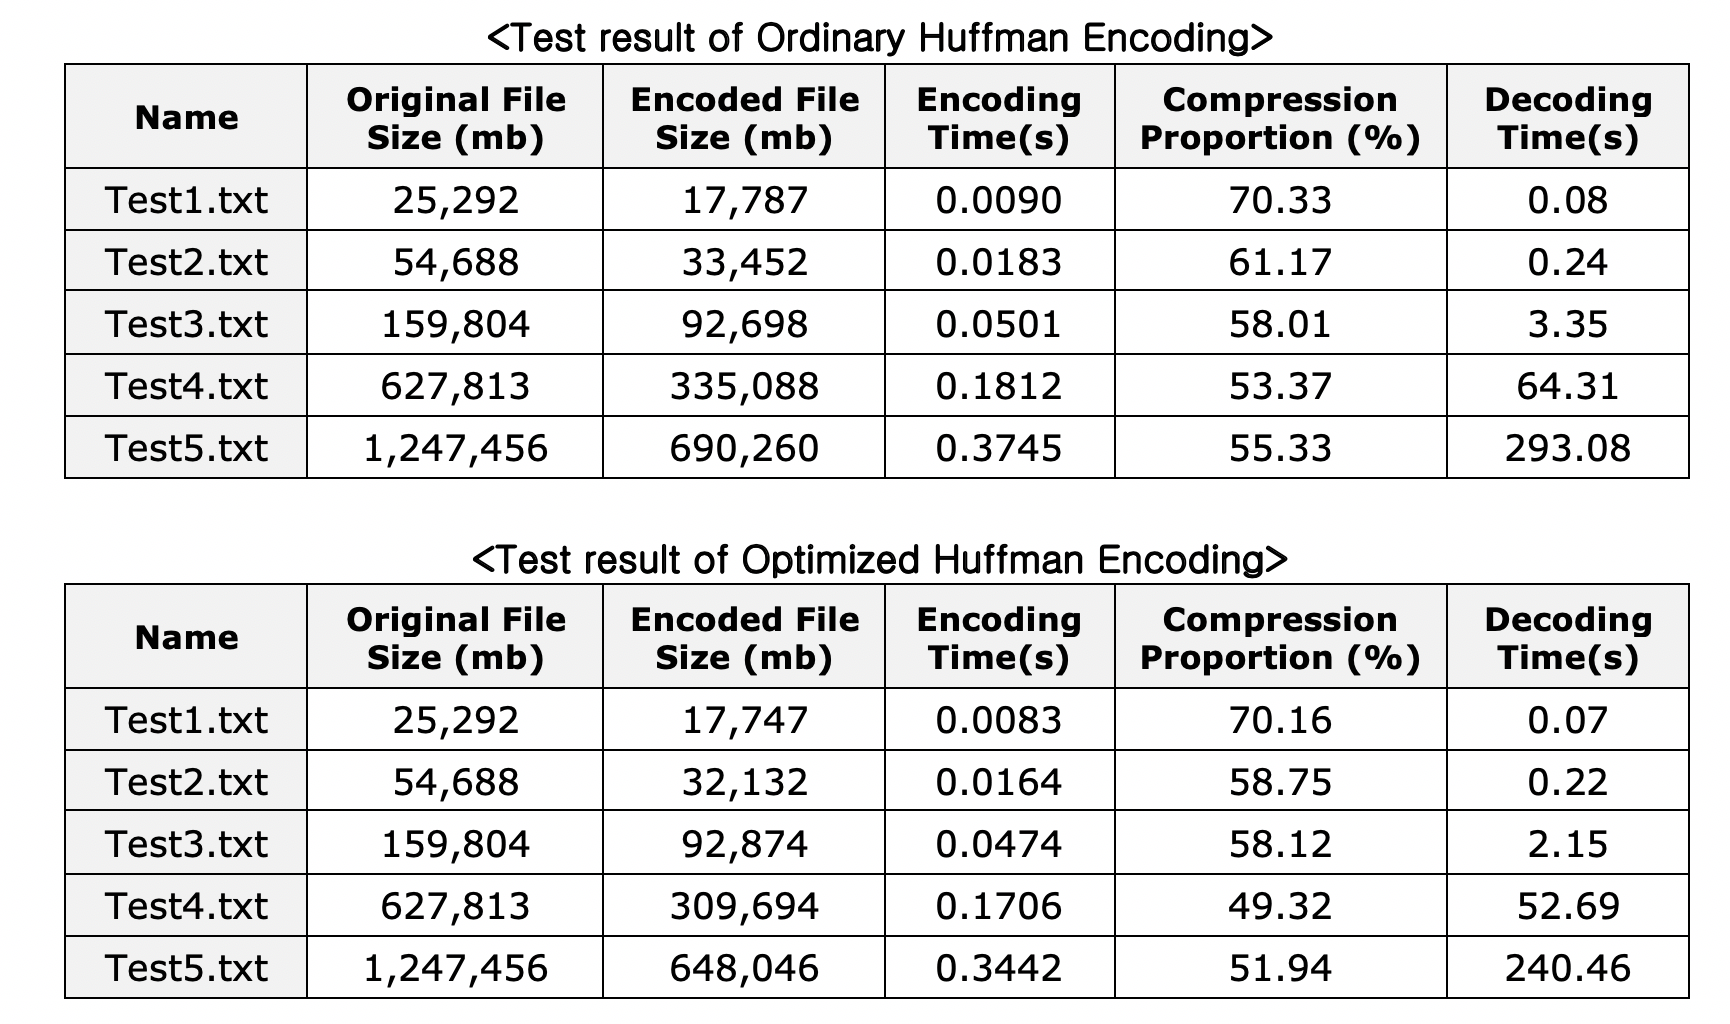 <Test result of Ordinary Huffman Encoding>
Name Original File Size (mb) Encoded File Size (mb) Encoding Time(s) Compression Proportion (%) Decoding Time(s)
Test1.txt 25,292 17,787 0.0090 70.33 0.08
Test2.txt 54,688 33,452 0.0183 61.17 0.24
Test3.txt 159,804 92,698 0.0501 58.01 3.35
Test4.txt 627,813 335,088 0.1812 53.37 64.31
Test5.txt 1,247,456 690,260 0.3745 55.33 293.08
<Test result of Optimized Huffman Encoding>
Name Original File Size (mb) Encoded File Size (mb) Encoding Time(s) Compression Proportion (%) Decoding Time(s)
Test1.txt 25,292 17,747 0.0083 70.16 0.07
Test2.txt 54,688 32,132 0.0164 58.75 0.22
Test3.txt 159,804 92,874 0.0474 58.12 2.15
Test4.txt 627,813 309,694 0.1706 49.32 52.69
Test5.txt 1,247,456 648,046 0.3442 51.94 240.46